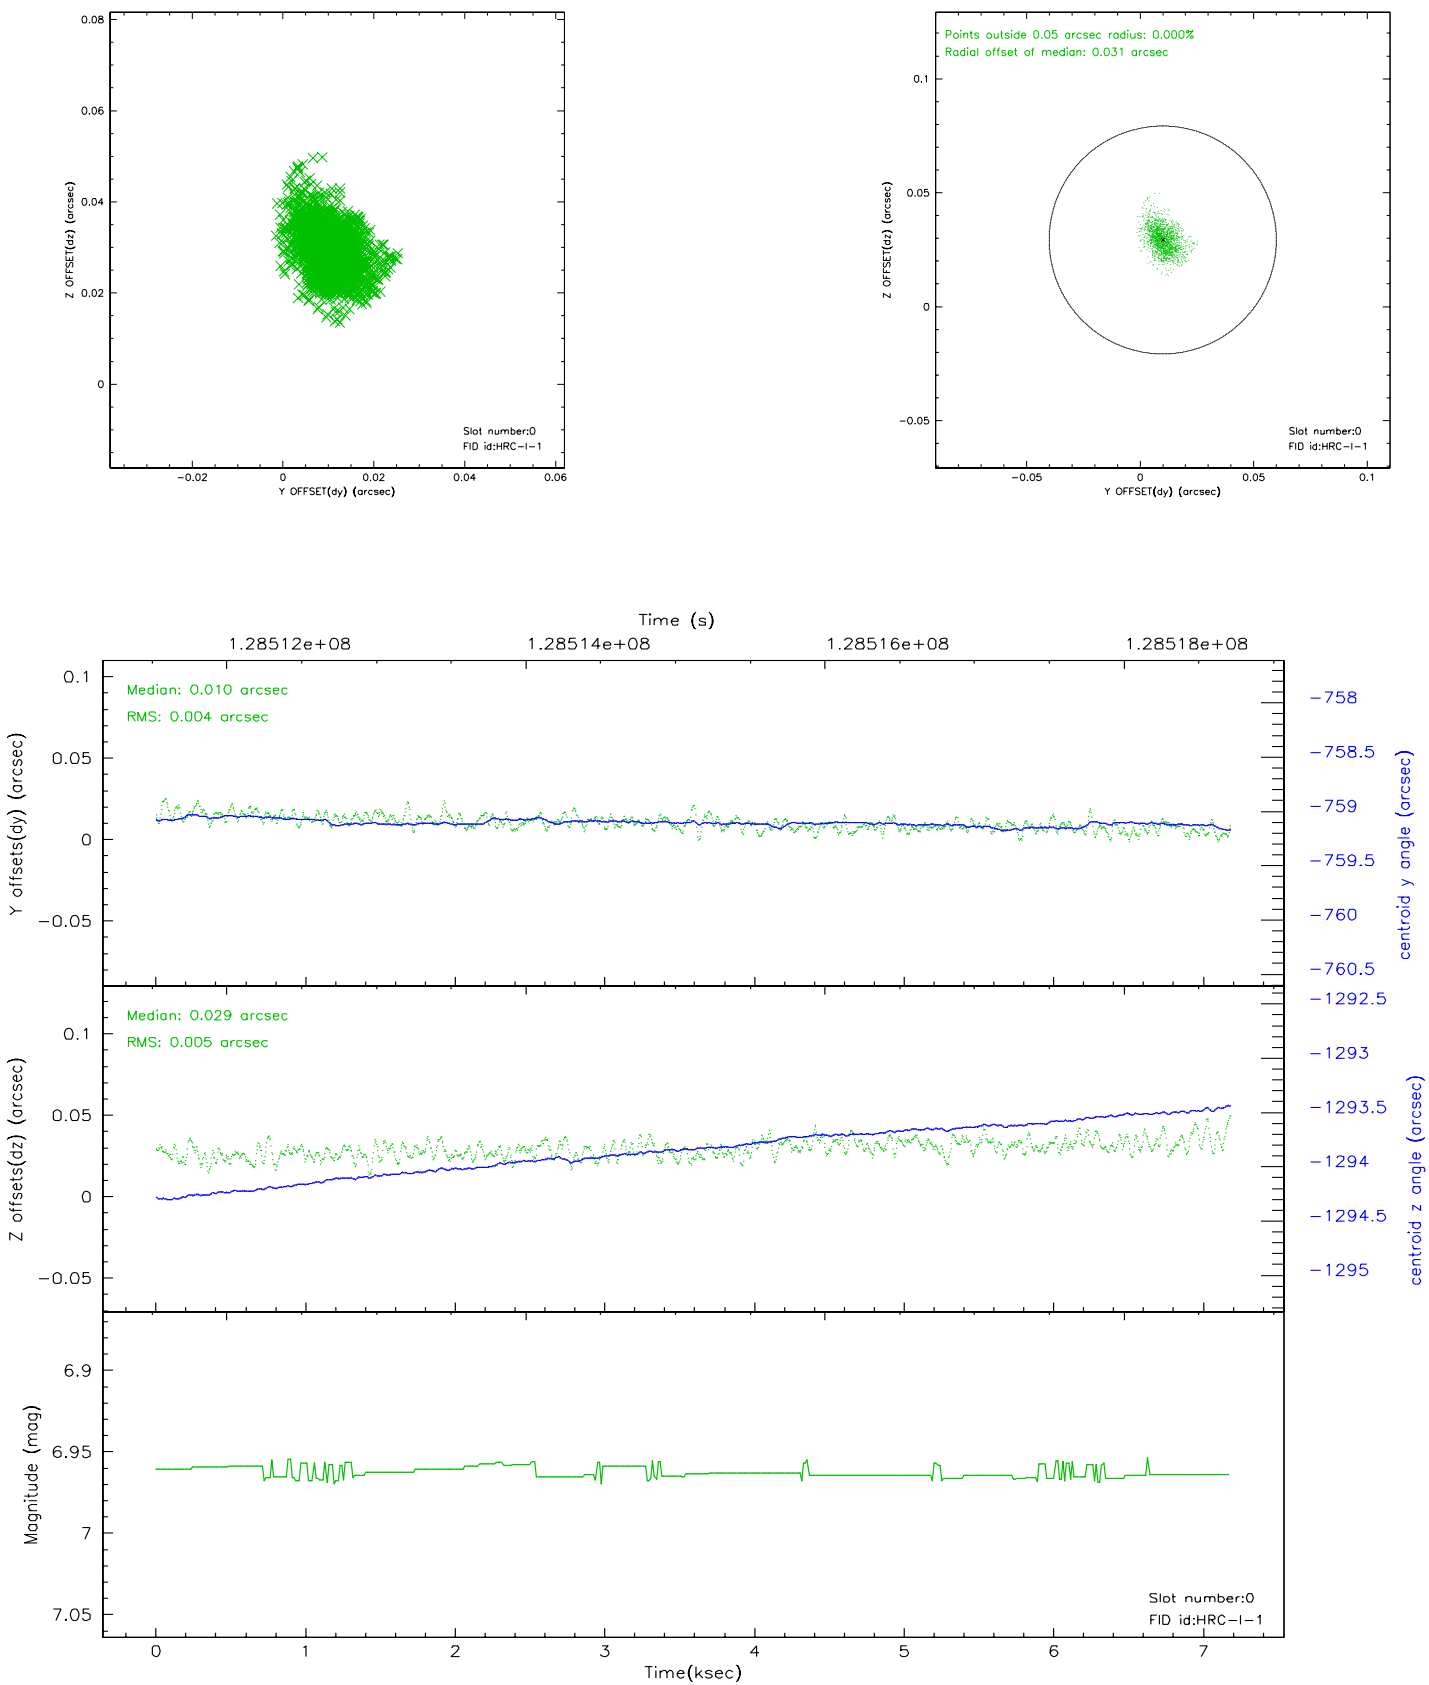 0.08
0.06
0.04
0.02
0
Z OFFSET(dz) (arcsec)
Slot number:0
FID id:HRC-I-1
-0.02
0
0.02
0.04
0.06
Y OFFSET(dy) (arcsec)
Points outside 0.05 arcsec radius: 0.000%
Radial offset of median: 0.031 arcsec
0.1
0.05
0
-0.05
Z OFFSET(dz) (arcsec)
Slot number:0
FID id:HRC-I-1
-0.05
0
0.05
0.1
Y OFFSET(dy) (arcsec)
Time (s)
1.28512e+08
1.28514e+08
1.28516e+08
1.28518e+08
Median: 0.010 arcsec
RMS: 0.004 arcsec
0.1
0.05
0
-0.05
Y offsets(dy) (arcsec)
-758
-758.5
-759
-759.5
-760
-760.5
centroid y angle (arcsec)
Median: 0.029 arcsec
RMS: 0.005 arcsec
0.1
0.05
0
-0.05
Z offsets(dz) (arcsec)
-1292.5
-1293
-1293.5
-1294
-1294.5
-1295
centroid z angle (arcsec)
6.9
6.95
7
7.05
Magnitude (mag)
Slot number:0
FID id:HRC-I-1
0
1
2
3
4
5
6
7
Time(ksec)